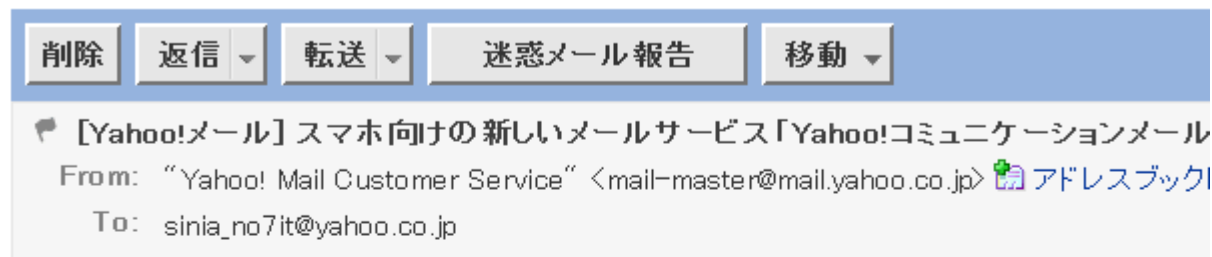 削除 返信 転送 迷惑メール報告 移動
[Yahoo!メール] スマホ向けの新しいメールサービス「Yahoo!コミュニケーションメール
From: "Yahoo! Mail Customer Service" <mail-master@mail.yahoo.co.jp> アドレスブック
To: sinia_no7it@yahoo.co.jp